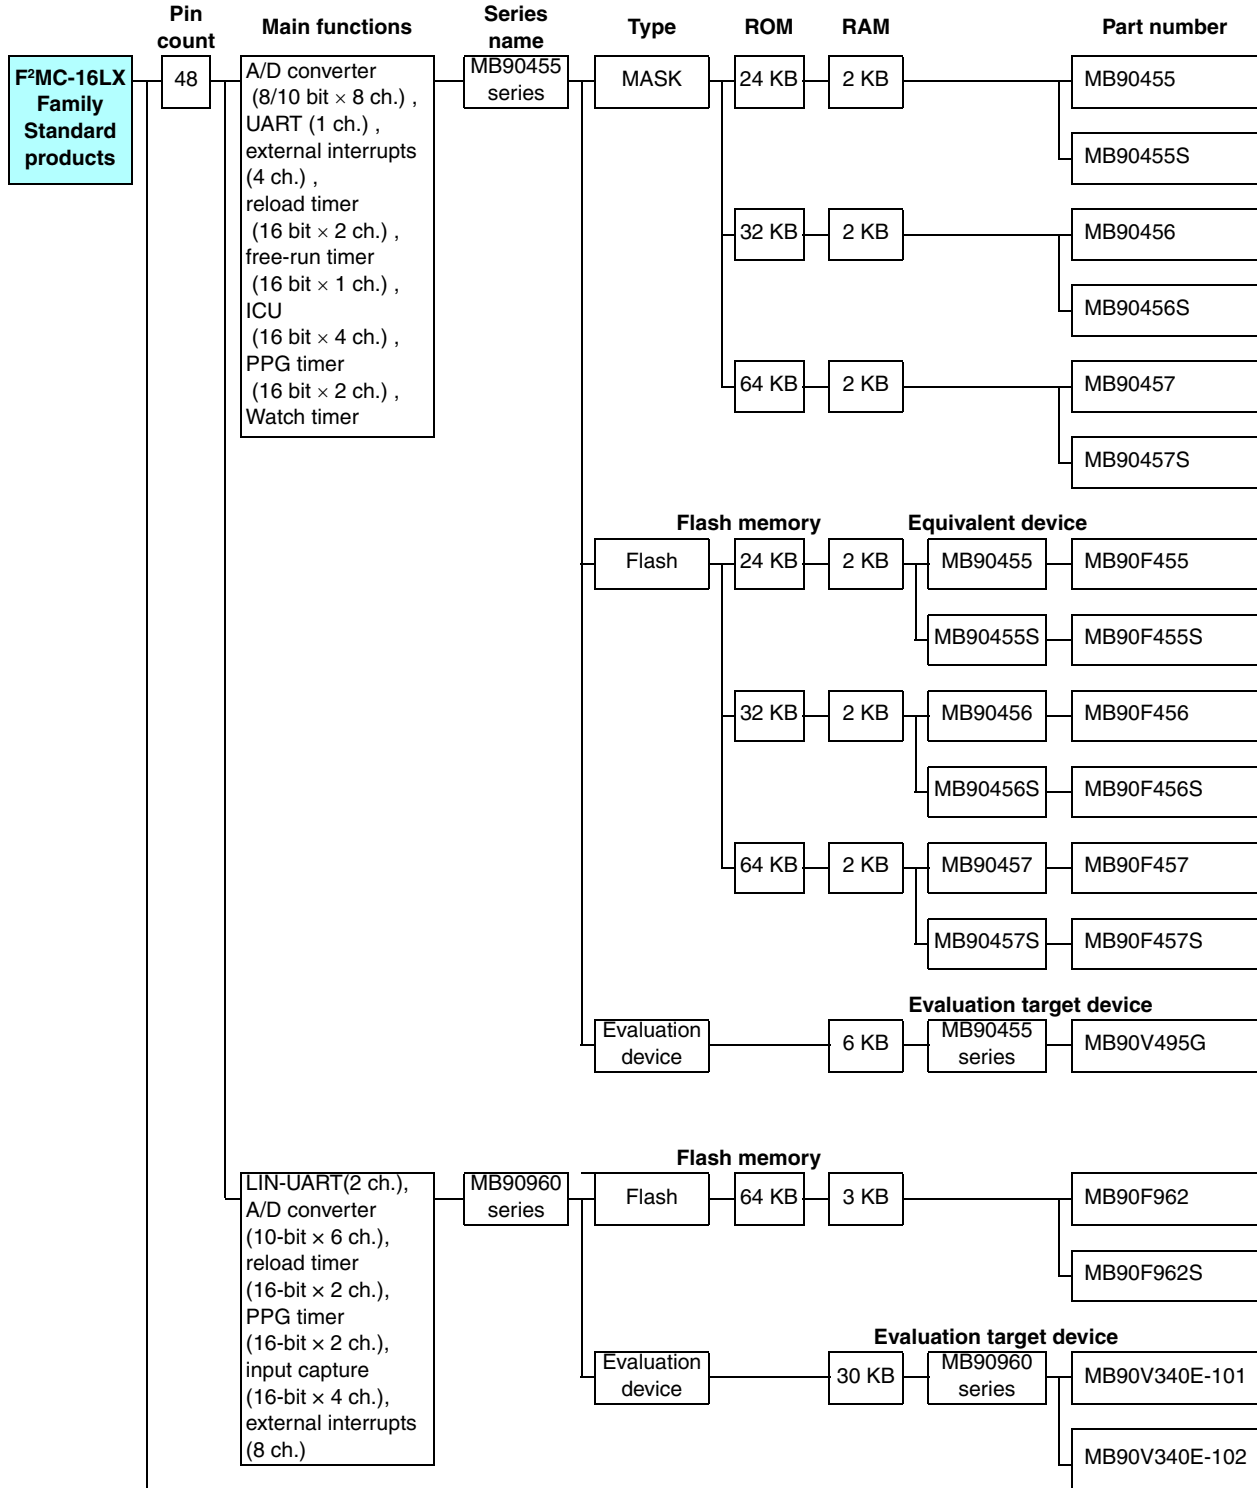 Pin count
Main functions
Series name
Type
ROM
RAM
Part number
F²MC-16LX
Family
Standard
products
48
A/D converter
(8/10 bit × 8 ch.) ,
UART (1 ch.) ,
external interrupts
(4 ch.) ,
reload timer
(16 bit × 2 ch.) ,
free-run timer
(16 bit × 1 ch.) ,
ICU
(16 bit × 4 ch.) ,
PPG timer
(16 bit × 2 ch.) ,
Watch timer
MB90455
series
MASK
24 KB
2 KB
MB90455
MB90455S
32 KB
2 KB
MB90456
MB90456S
64 KB
2 KB
MB90457
MB90457S
Flash memory
Equivalent device
Flash
24 KB
2 KB
MB90455
MB90F455
MB90455S
MB90F455S
32 KB
2 KB
MB90456
MB90F456
MB90456S
MB90F456S
64 KB
2 KB
MB90457
MB90F457
MB90457S
MB90F457S
Evaluation target device
Evaluation
device
6 KB
MB90455
series
MB90V495G
Flash memory
LIN-UART(2 ch.),
A/D converter
(10-bit × 6 ch.),
reload timer
(16-bit × 2 ch.),
PPG timer
(16-bit × 2 ch.),
input capture
(16-bit × 4 ch.),
external interrupts
(8 ch.)
MB90960
series
Flash
64 KB
3 KB
MB90F962
MB90F962S
Evaluation target device
Evaluation
device
30 KB
MB90960
series
MB90V340E-101
MB90V340E-102